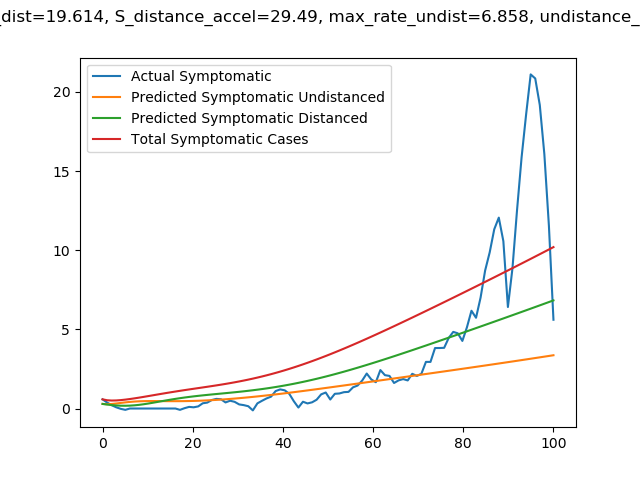 _dist=19.614, S_distance_accel=29.49, max_rate_undist=6.858, undistance_
Actual Symptomatic
Predicted Symptomatic Undistanced
Predicted Symptomatic Distanced
Total Symptomatic Cases
20
15
10
5
0
0 20 40 60 80 100